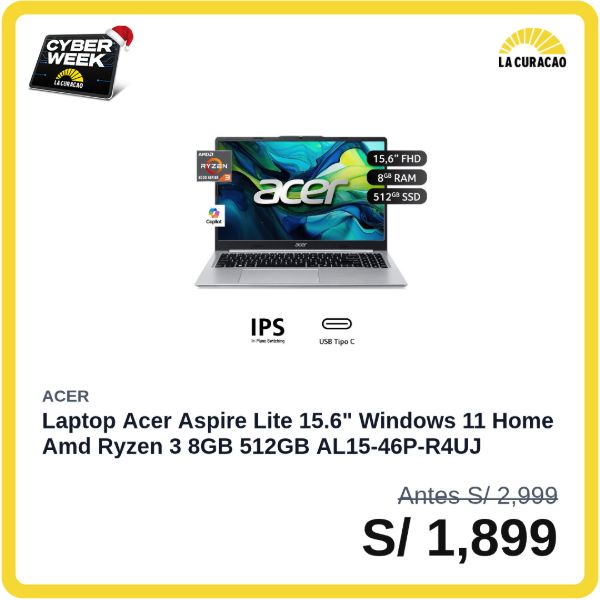 CYBER
WEEK
LA CURACAO
LA CURACAO
AMD
RYZEN
3
15,6” FHD
8GB RAM
512GB SSD
acer
Copilot
acer
IPS
In-Plane Switching
USB Tipo C
ACER
Laptop Acer Aspire Lite 15.6" Windows 11 Home
Amd Ryzen 3 8GB 512GB AL15-46P-R4UJ
Antes S/ 2,999
S/ 1,899